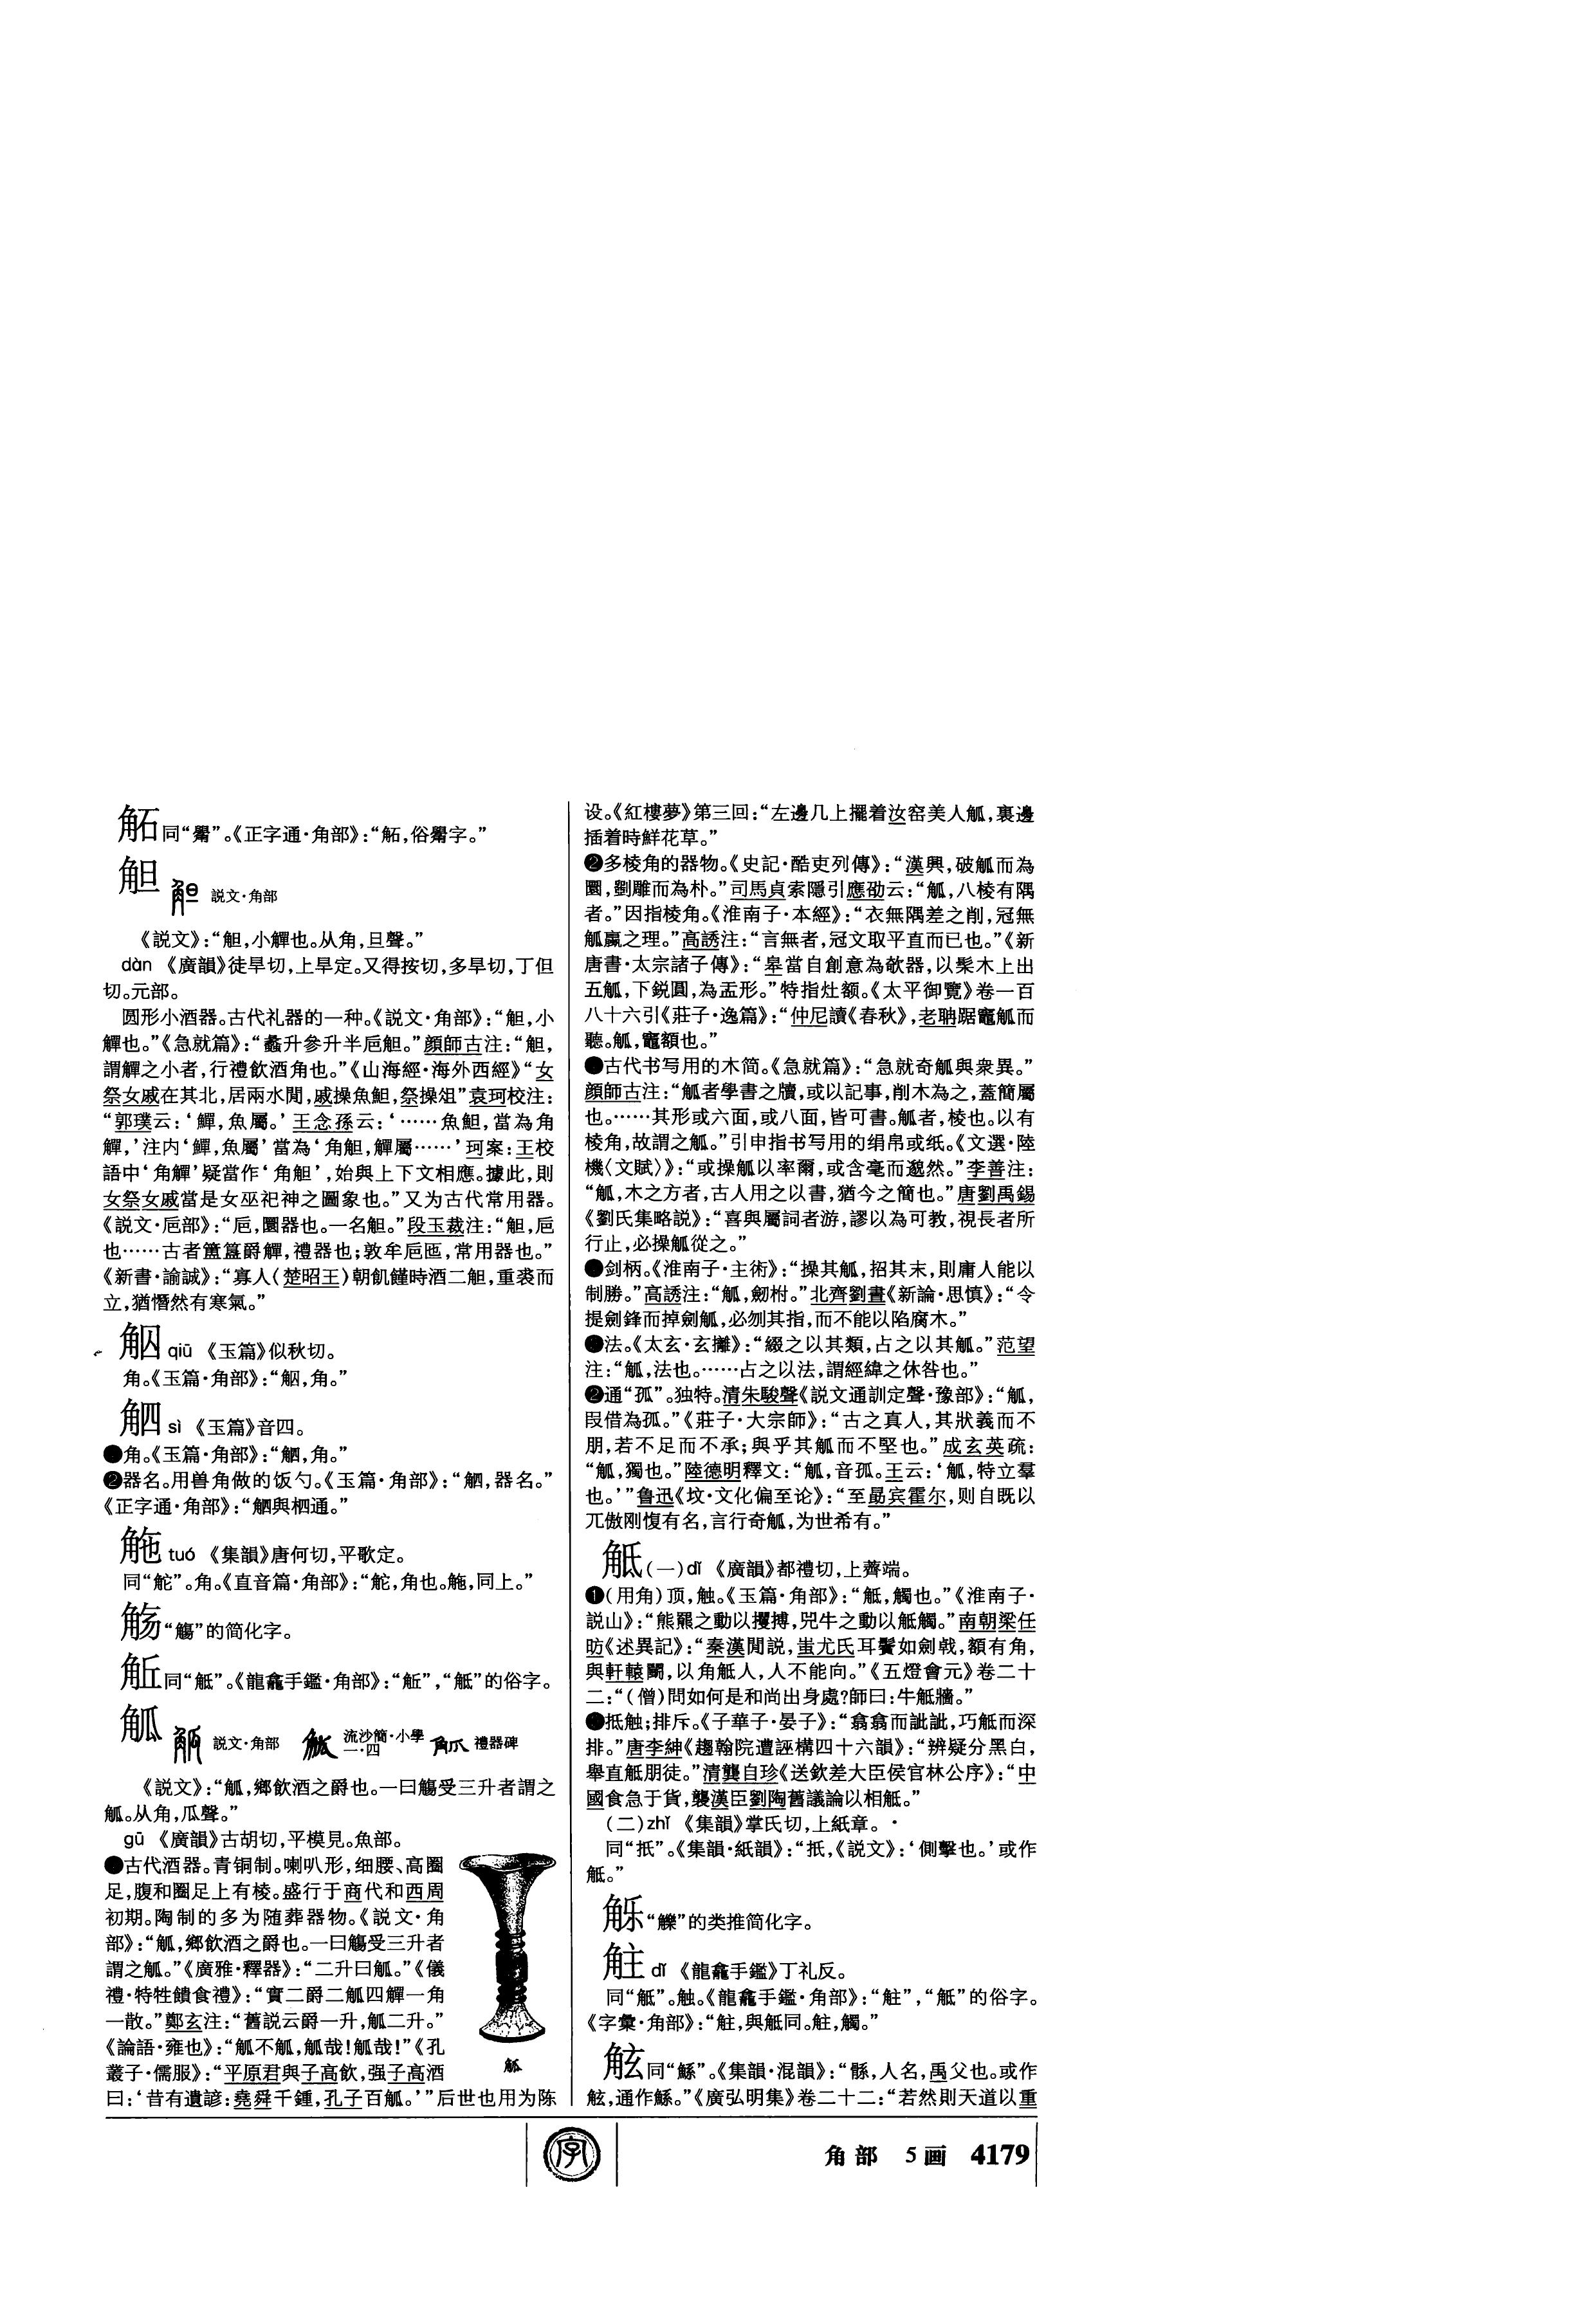 䂞同“觺”。《正字通·角部》：“，俗觺字。”
觛
説文·角部
《説文》：“觛，小觶也。从角，旦聲。”
dàn 《廣韻》徒旱切，上旱定。又得按切，多旱切，丁但
切。元部。
圆形小酒器。古代礼器的一种。《説文·角部》：“觛，小
觶也。”《急就篇》：“蠡升參升半巵觛。”顔師古注：“觛，
謂觶之小者，行禮飲酒角也。”《山海經·海外西經》“女
祭女戚在其北，居兩水間，戚操魚䱇，祭操俎”袁珂校注：
“郭璞云：‘鱓，魚屬。’王念孫云：‘……魚䱇，當為角
觶，’注内‘鱓，魚屬’當為‘角觛，觶屬……’珂案：王校
語中‘角觶’疑當作‘角觛’，始與上下文相應。據此，則
女祭女戚當是女巫祀神之圖象也。”又为古代常用器。
《説文·巵部》：“巵，圜器也。一名觛。”段玉裁注：“觛，巵
也……古者簠簋爵觶，禮器也；敦牟巵匜，常用器也。”
《新書·諭誠》：“寡人（楚昭王）朝飢饉時酒二觛，重裘而
立，猶憯然有寒氣。”
qiū 《玉篇》似秋切。
角。《玉篇·角部》：“，角。”
sì 《玉篇》音四。
角。《玉篇·角部》：“，角。”
❷器名。用兽角做的饭勺。《玉篇·角部》：“，器名。”
《正字通·角部》：“與柶通。”
tuó 《集韻》唐何切，平歌定。
同“鮀”。角。《直音篇·角部》：“，角也。，同上。”
觞“觴”的简化字。
同“觝”。《龍龕手鑑·角部》：“”，“觝”的俗字。
觚
説文·角部 流沙簡·小學 一·四 禮器碑
《説文》：“觚，鄉飲酒之爵也。一曰觴受三升者謂之
觚。从角，瓜聲。”
gū 《廣韻》古胡切，平模見。魚部。
古代酒器。青铜制。喇叭形，细腰、高圈
足，腹和圈足上有棱。盛行于商代和西周
初期。陶制的多为随葬器物。《説文·角
部》：“觚，鄉飲酒之爵也。一曰觴受三升者
謂之觚。”《廣雅·釋器》：“二升曰觚。”《儀
禮·特牲饋食禮》：“實二爵二觚四觶一角
一散。”鄭玄注：“舊説云爵一升，觚二升。”
《論語·雍也》：“觚不觚，觚哉！觚哉！”《孔
叢子·儒服》：“平原君與子高飲，强子高酒
曰：‘昔有遺諺：堯舜千鍾，孔子百觚。’”后世也用为陈
觚
设。《紅樓夢》第三回：“左邊几上擺着汝窑美人觚，裏邊
插着時鮮花草。”
❷多棱角的器物。《史記·酷吏列傳》：“漢興，破觚而為
圜，斵雕而為朴。”司馬貞索隱引應劭云：“觚，八棱有隅
者。”因指棱角。《淮南子·本經》：“衣無隅差之削，冠無
觚蠃之理。”高誘注：“言無者，冠文取平直而已也。”《新
唐書·太宗諸子傳》：“皋當自創意為欹器，以髹木上出
五觚，下鋭圓，為盂形。”特指灶额。《太平御覽》卷一百
八十六引《莊子·逸篇》：“仲尼讀《春秋》，老聃踞竈觚而
聽。觚，竈額也。”
古代书写用的木简。《急就篇》：“急就奇觚與衆異。”
顔師古注：“觚者學書之牘，或以記事，削木為之，蓋簡屬
也。……其形或六面，或八面，皆可書。觚者，棱也。以有
棱角，故謂之觚。”引申指书写用的绢帛或纸。《文選·陸
機〈文賦〉》：“或操觚以率爾，或含毫而邈然。”李善注：
“觚，木之方者，古人用之以書，猶今之簡也。”唐劉禹錫
《劉氏集略説》：“喜與屬詞者游，謬以為可教，視長者所
行止，必操觚從之。”
剑柄。《淮南子·主術》：“操其觚，招其末，則庸人能以
制勝。”高誘注：“觚，劒柎。”北齊劉晝《新論·思慎》：“令
提劍鋒而掉劍觚，必刎其指，而不能以陷腐木。”
法。《太玄·玄攡》：“綴之以其類，占之以其觚。”范望
注：“觚，法也。……占之以法，謂經緯之休咎也。”
❷通“孤”。独特。清朱駿聲《説文通訓定聲·豫部》：“觚，
叚借為孤。”《莊子·大宗師》：“古之真人，其狀義而不
朋，若不足而不承；與乎其觚而不堅也。”成玄英疏：
“觚，獨也。”陸德明釋文：“觚，音孤。王云：‘觚，特立羣
也。’”鲁迅《坟·文化偏至论》：“至勗宾霍尔，则自既以
兀傲刚愎有名，言行奇觚，为世希有。”
觝（一）dǐ 《廣韻》都禮切，上薺端。
❶（用角）顶，触。《玉篇·角部》：“觝，觸也。”《淮南子·
説山》：“熊羆之動以攫搏，兕牛之動以觝觸。”南朝梁任
昉《述異記》：“秦漢間説，蚩尤氏耳鬢如劍戟，額有角，
與軒轅鬭，以角觝人，人不能向。”《五燈會元》卷二十
二：“（僧）問如何是和尚出身處？師曰：牛觝牆。”
抵触；排斥。《子華子·晏子》：“翕翕而訿訿，巧觝而深
排。”唐李紳《趨翰院遭誣構四十六韻》：“辨疑分黑白，
舉直觝朋徒。”清龔自珍《送欽差大臣侯官林公序》：“中
國食急于貨，襲漢臣劉陶舊議論以相觝。”
（二）zhǐ 《集韻》掌氏切，上紙章。
同“抵”。《集韻·紙韻》：“抵，《説文》：‘側擊也。’或作
觝。”
“觻”的类推简化字。
dǐ 《龍龕手鑑》丁礼反。
同“觝”。触。《龍龕手鑑·角部》：“”，“觝”的俗字。
《字彙·角部》：“，與觝同。，觸。”
同“鯀”。《集韻·混韻》：“鯀，人名，禹父也。或作
，通作鯀。”《廣弘明集》卷二十二：“若然則天道以重
字
角部 5画 4179